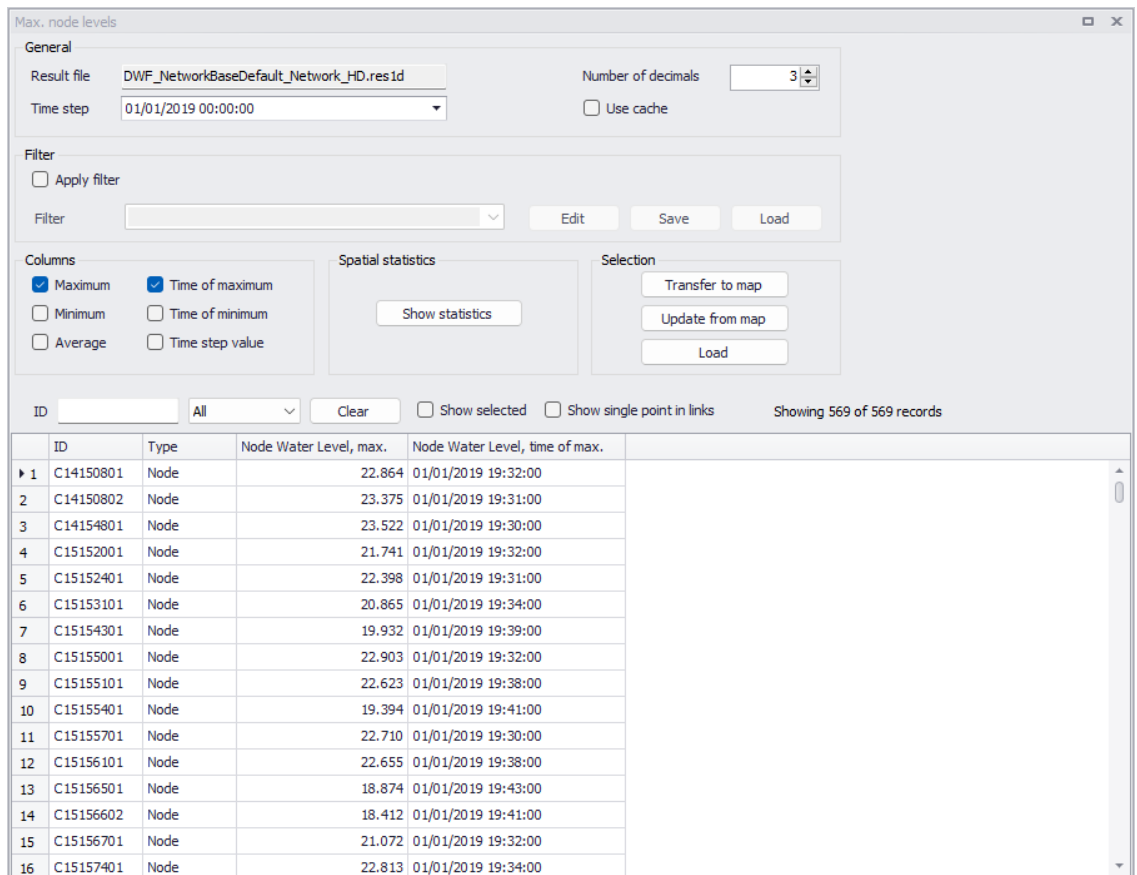 Max. node levels
General
Result file DWF_NetworkBaseDefault_Network_HD.res1d Number of decimals 3
Time step 01/01/2019 00:00:00 Use cache
Filter
Apply filter
Filter Edit Save Load
Columns Spatial statistics Selection
Maximum Time of maximum Transfer to map
Minimum Time of minimum Show statistics Update from map
Average Time step value Load
ID All Clear Show selected Show single point in links Showing 569 of 569 records
ID Type Node Water Level, max. Node Water Level, time of max.
1 C14150801 Node 22.864 01/01/2019 19:32:00
2 C14150802 Node 23.375 01/01/2019 19:31:00
3 C14154801 Node 23.522 01/01/2019 19:30:00
4 C15152001 Node 21.741 01/01/2019 19:32:00
5 C15152401 Node 22.398 01/01/2019 19:31:00
6 C15153101 Node 20.865 01/01/2019 19:34:00
7 C15154301 Node 19.932 01/01/2019 19:39:00
8 C15155001 Node 22.903 01/01/2019 19:32:00
9 C15155101 Node 22.623 01/01/2019 19:38:00
10 C15155401 Node 19.394 01/01/2019 19:41:00
11 C15155701 Node 22.710 01/01/2019 19:30:00
12 C15156101 Node 22.655 01/01/2019 19:38:00
13 C15156501 Node 18.874 01/01/2019 19:43:00
14 C15156602 Node 18.412 01/01/2019 19:41:00
15 C15156701 Node 21.072 01/01/2019 19:32:00
16 C15157401 Node 22.813 01/01/2019 19:34:00